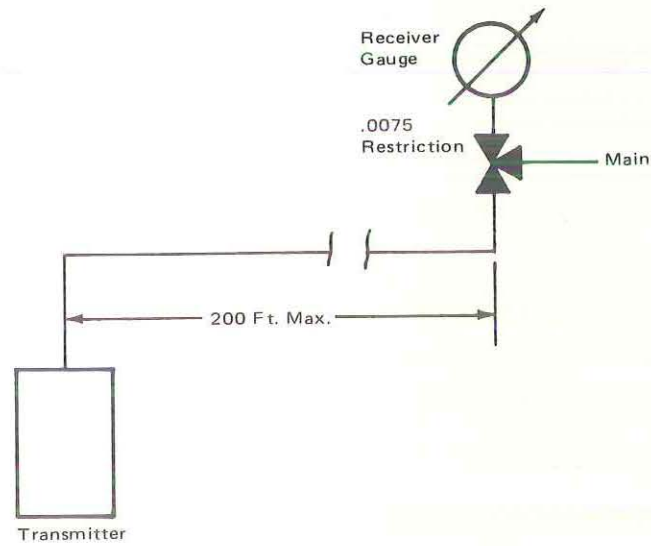 Receiver
Gauge
.0075
Restriction
Main
200 Ft. Max.
Transmitter